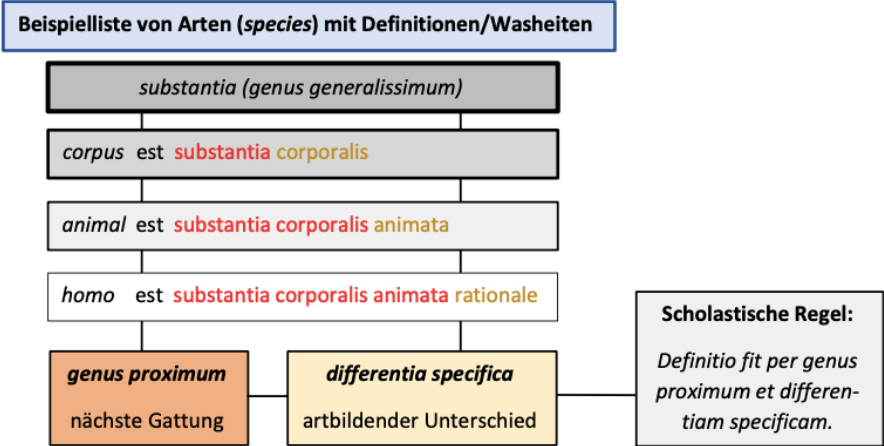 Beispielliste von Arten (species) mit Definitionen/Washeiten
substantia (genus generalissimum)
corpus est substantia corporalis
animal est substantia corporalis animata
homo est substantia corporalis animata rationale
genus proximum
nächste Gattung
differentia specifica
artbildender Unterschied
Scholastische Regel:
Definitio fit per genus
proximum et differen-
tiam specificam.